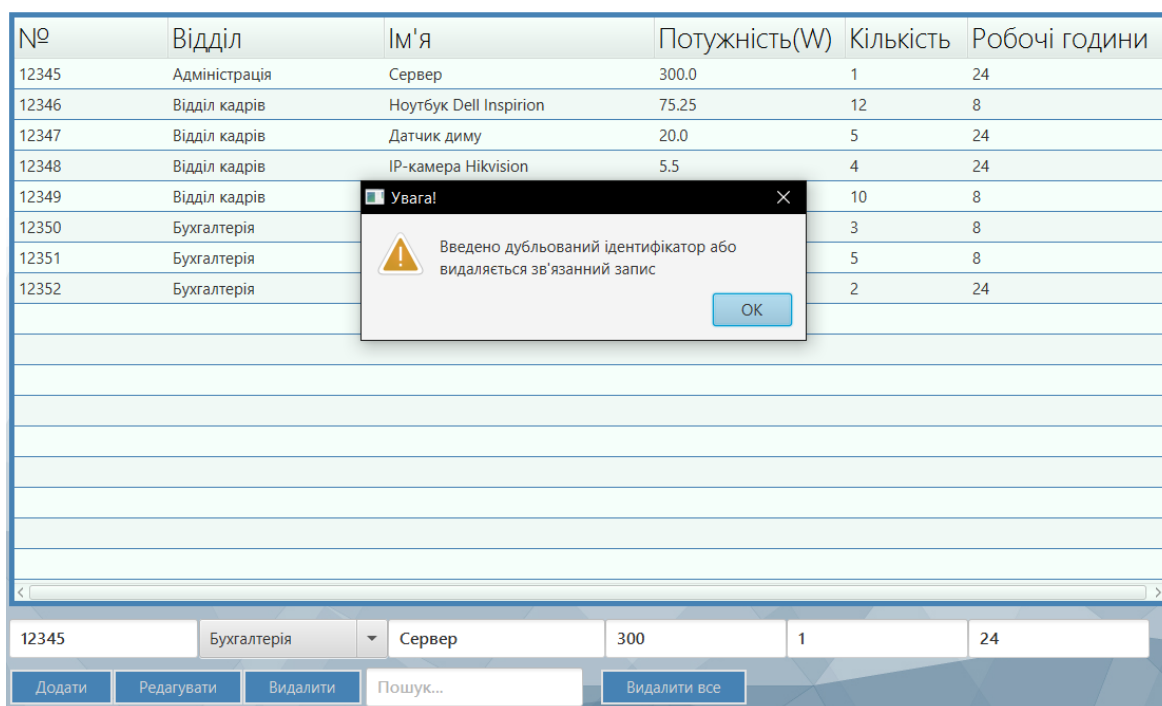 № Відділ Ім'я Потужність(W) Кількість Робочі години
12345 Адміністрація Сервер 300.0 1 24
12346 Відділ кадрів Ноутбук Dell Inspirion 75.25 12 8
12347 Відділ кадрів Датчик диму 20.0 5 24
12348 Відділ кадрів IP-камера Hikvision 5.5 4 24
12349 Відділ кадрів 10 8
12350 Бухгалтерія 3 8
12351 Бухгалтерія 5 8
12352 Бухгалтерія 2 24
Увага!
Введено дубльований ідентифікатор або
видаляється зв'язанний запис
OK
12345 Бухгалтерія Сервер 300 1 24
Додати Редагувати Видалити Пошук... Видалити все